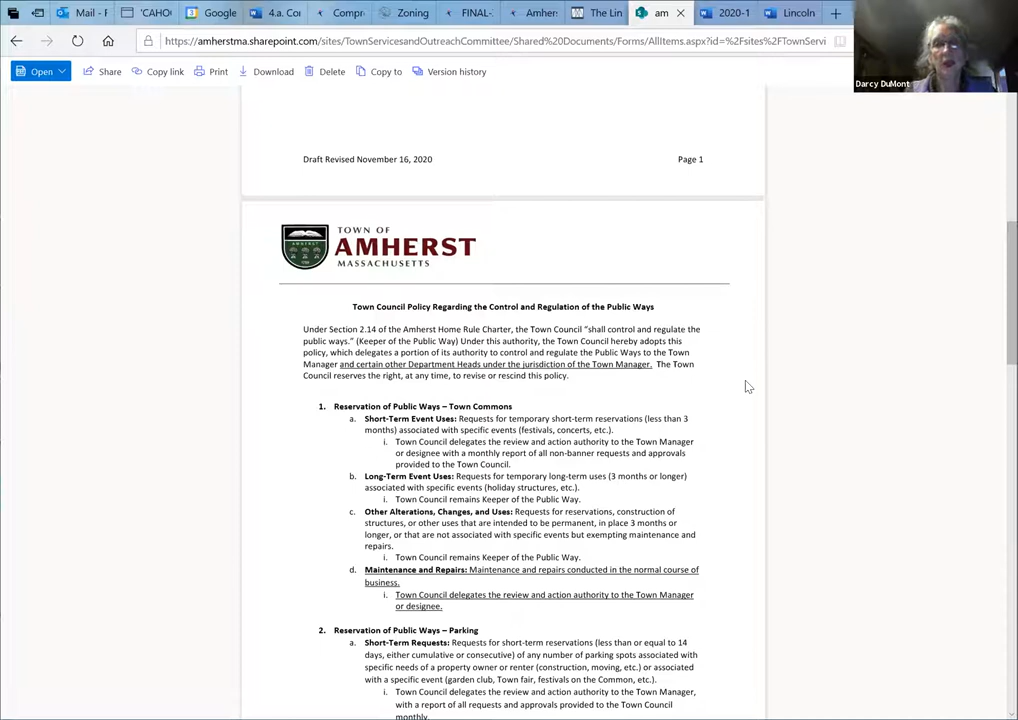 Mail - F
'CAHO
Google
4.a. Co
Compr
Zoning
FINAL-
Amher
The Lin
am
2020-1
Lincoln
https://amherstma.sharepoint.com/sites/TownServicesandOutreachCommittee/Shared%20Documents/Forms/AllItems.aspx?id=%2Fsites%2FTownServi
Open Share Copy link Print Download Delete Copy to Version history
Darcy DuMont
Draft Revised November 16, 2020 Page 1
TOWN OF
AMHERST
MASSACHUSETTS
Town Council Policy Regarding the Control and Regulation of the Public Ways
Under Section 2.14 of the Amherst Home Rule Charter, the Town Council "shall control and regulate the
public ways." (Keeper of the Public Way) Under this authority, the Town Council hereby adopts this
policy, which delegates a portion of its authority to control and regulate the Public Ways to the Town
Manager and certain other Department Heads under the jurisdiction of the Town Manager. The Town
Council reserves the right, at any time, to revise or rescind this policy.
1. Reservation of Public Ways – Town Commons
a. Short-Term Event Uses: Requests for temporary short-term reservations (less than 3
months) associated with specific events (festivals, concerts, etc.).
i. Town Council delegates the review and action authority to the Town Manager
or designee with a monthly report of all non-banner requests and approvals
provided to the Town Council.
b. Long-Term Event Uses: Requests for temporary long-term uses (3 months or longer)
associated with specific events (holiday structures, etc.).
i. Town Council remains Keeper of the Public Way.
c. Other Alterations, Changes, and Uses: Requests for reservations, construction of
structures, or other uses that are intended to be permanent, in place 3 months or
longer, or that are not associated with specific events but exempting maintenance and
repairs.
i. Town Council remains Keeper of the Public Way.
d. Maintenance and Repairs: Maintenance and repairs conducted in the normal course of
business.
i. Town Council delegates the review and action authority to the Town Manager
or designee.
2. Reservation of Public Ways – Parking
a. Short-Term Requests: Requests for short-term reservations (less than or equal to 14
days, either cumulative or consecutive) of any number of parking spots associated with
specific needs of a property owner or renter (construction, moving, etc.) or associated
with a specific event (garden club, Town fair, festivals on the Common, etc.).
i. Town Council delegates the review and action authority to the Town Manager,
with a report of all requests and approvals provided to the Town Council
monthly.